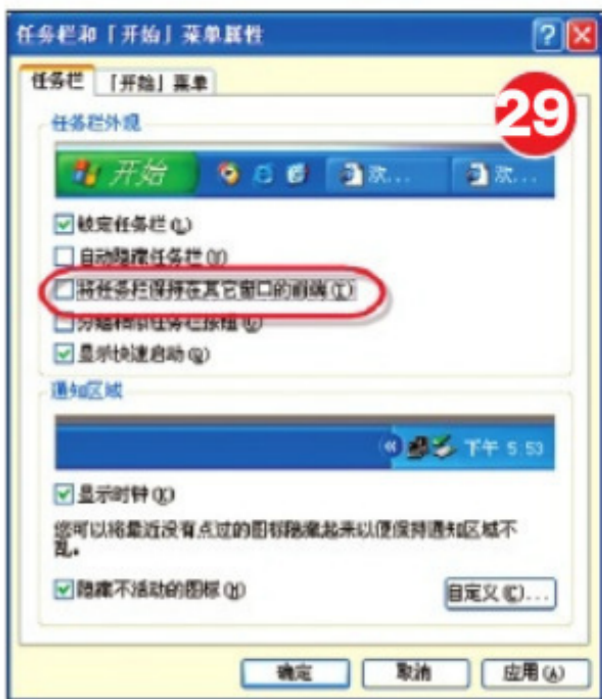 任务栏和「开始」菜单属性
任务栏 「开始」菜单
29
任务栏外观
开始 欢... 欢...
锁定任务栏(L)
自动隐藏任务栏(U)
将任务栏保持在其它窗口的前端(T)
分组相似任务栏按钮(G)
显示快速启动(Q)
通知区域
« 下午 5:53
显示时钟(K)
您可以将最近没有点过的图标隐藏起来以便保持通知区域不
乱。
隐藏不活动的图标(H) 自定义(C)...
确定 取消 应用(A)